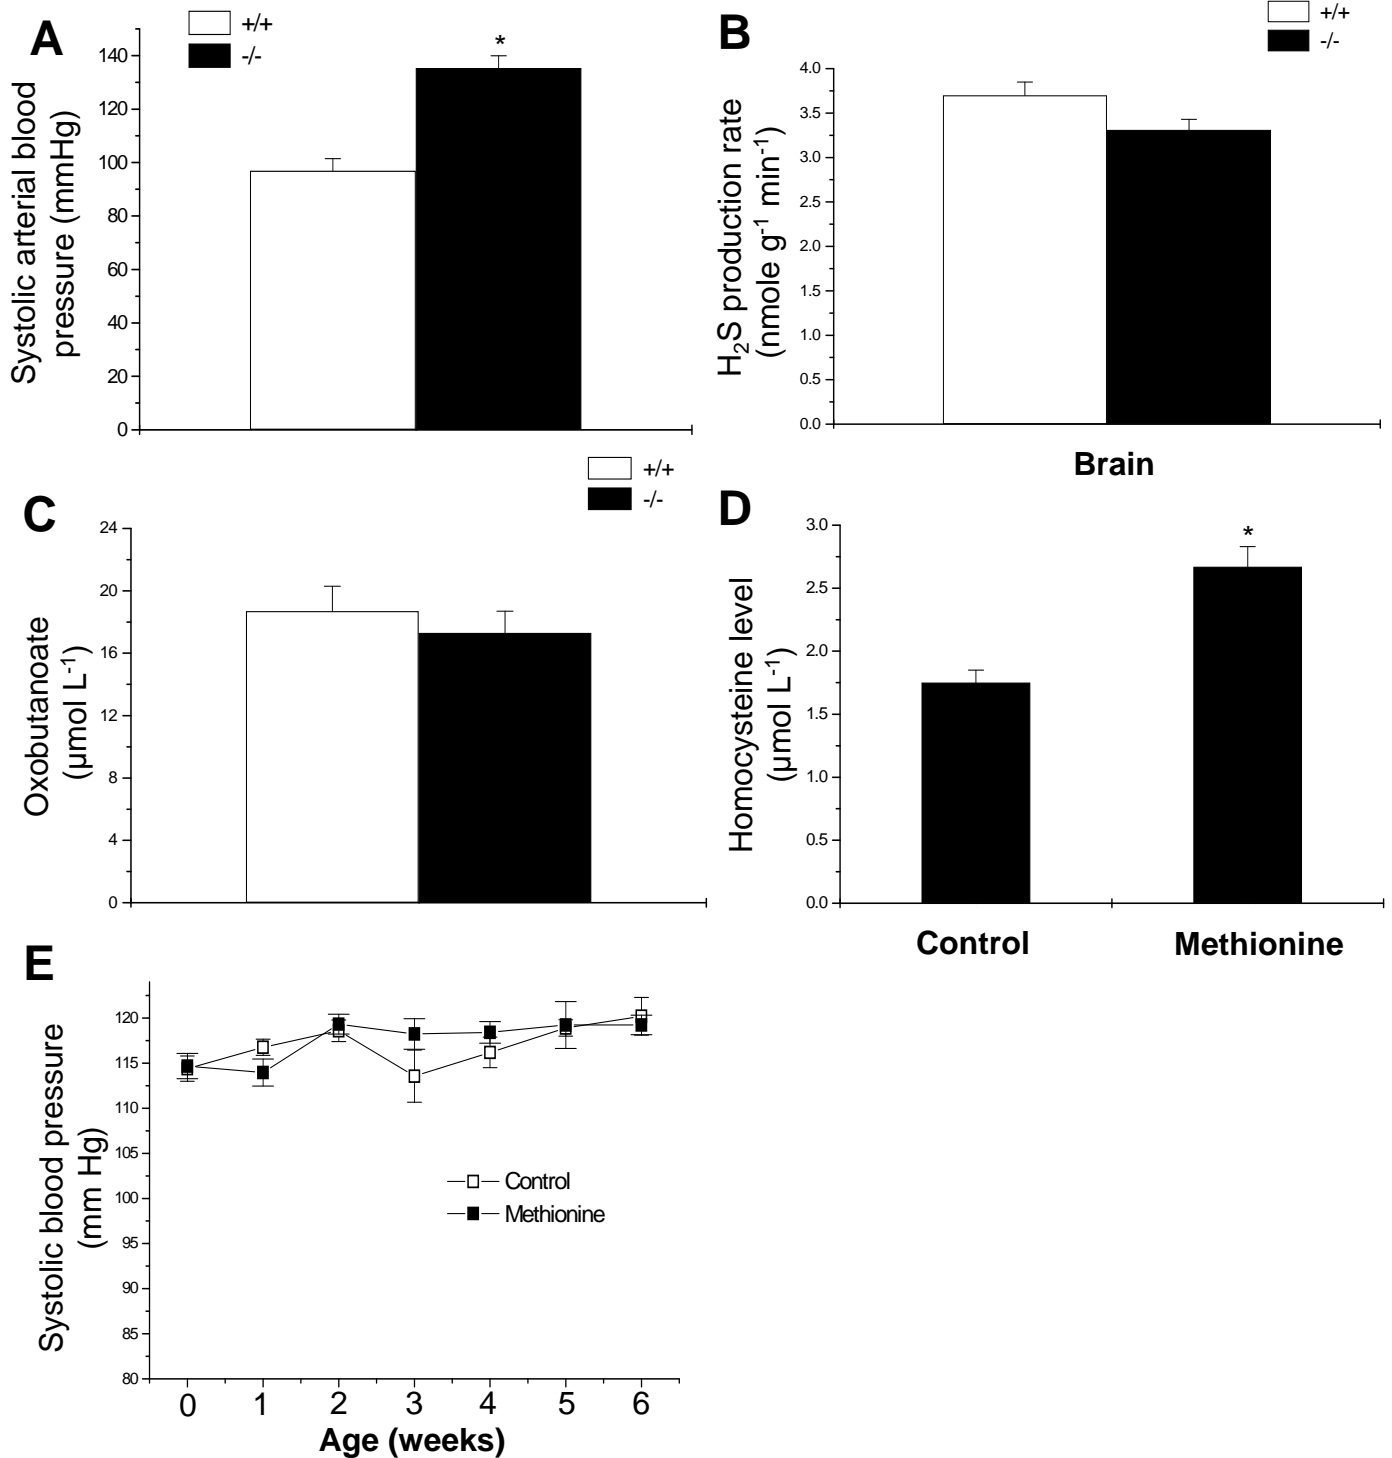 A
+/+
-/-
*
Systolic arterial blood
pressure (mmHg)
140
120
100
80
60
40
20
0
B
+/+
-/-
H₂S production rate
(nmole g⁻¹ min⁻¹)
4.0
3.5
3.0
2.5
2.0
1.5
1.0
0.5
0.0
Brain
C
+/+
-/-
Oxobutanoate
(μmol L⁻¹)
24
20
16
12
8
4
0
D
*
Homocysteine level
(μmol L⁻¹)
3.0
2.5
2.0
1.5
1.0
0.5
0.0
Control Methionine
E
Systolic blood pressure
(mm Hg)
120
115
110
105
100
95
90
85
80
Control
Methionine
0 1 2 3 4 5 6
Age (weeks)